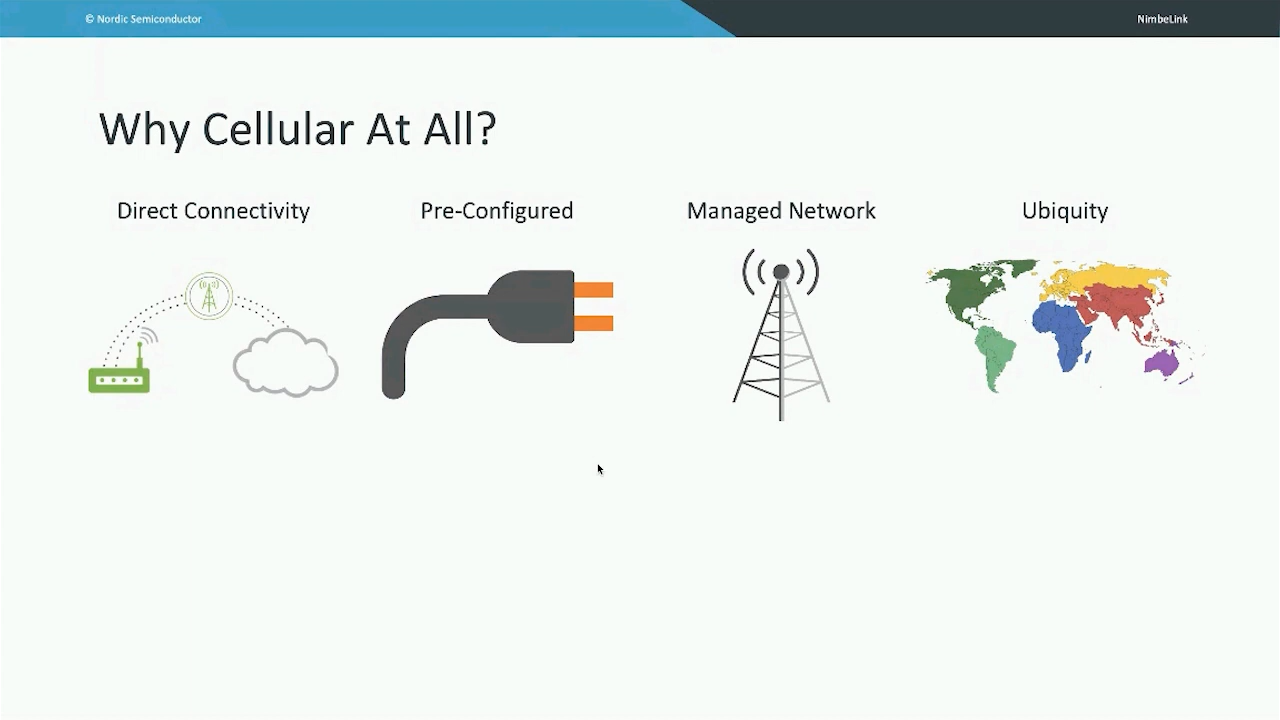 © Nordic Semiconductor
NimbeLink
Why Cellular At All?
Direct Connectivity
Pre-Configured
Managed Network
Ubiquity